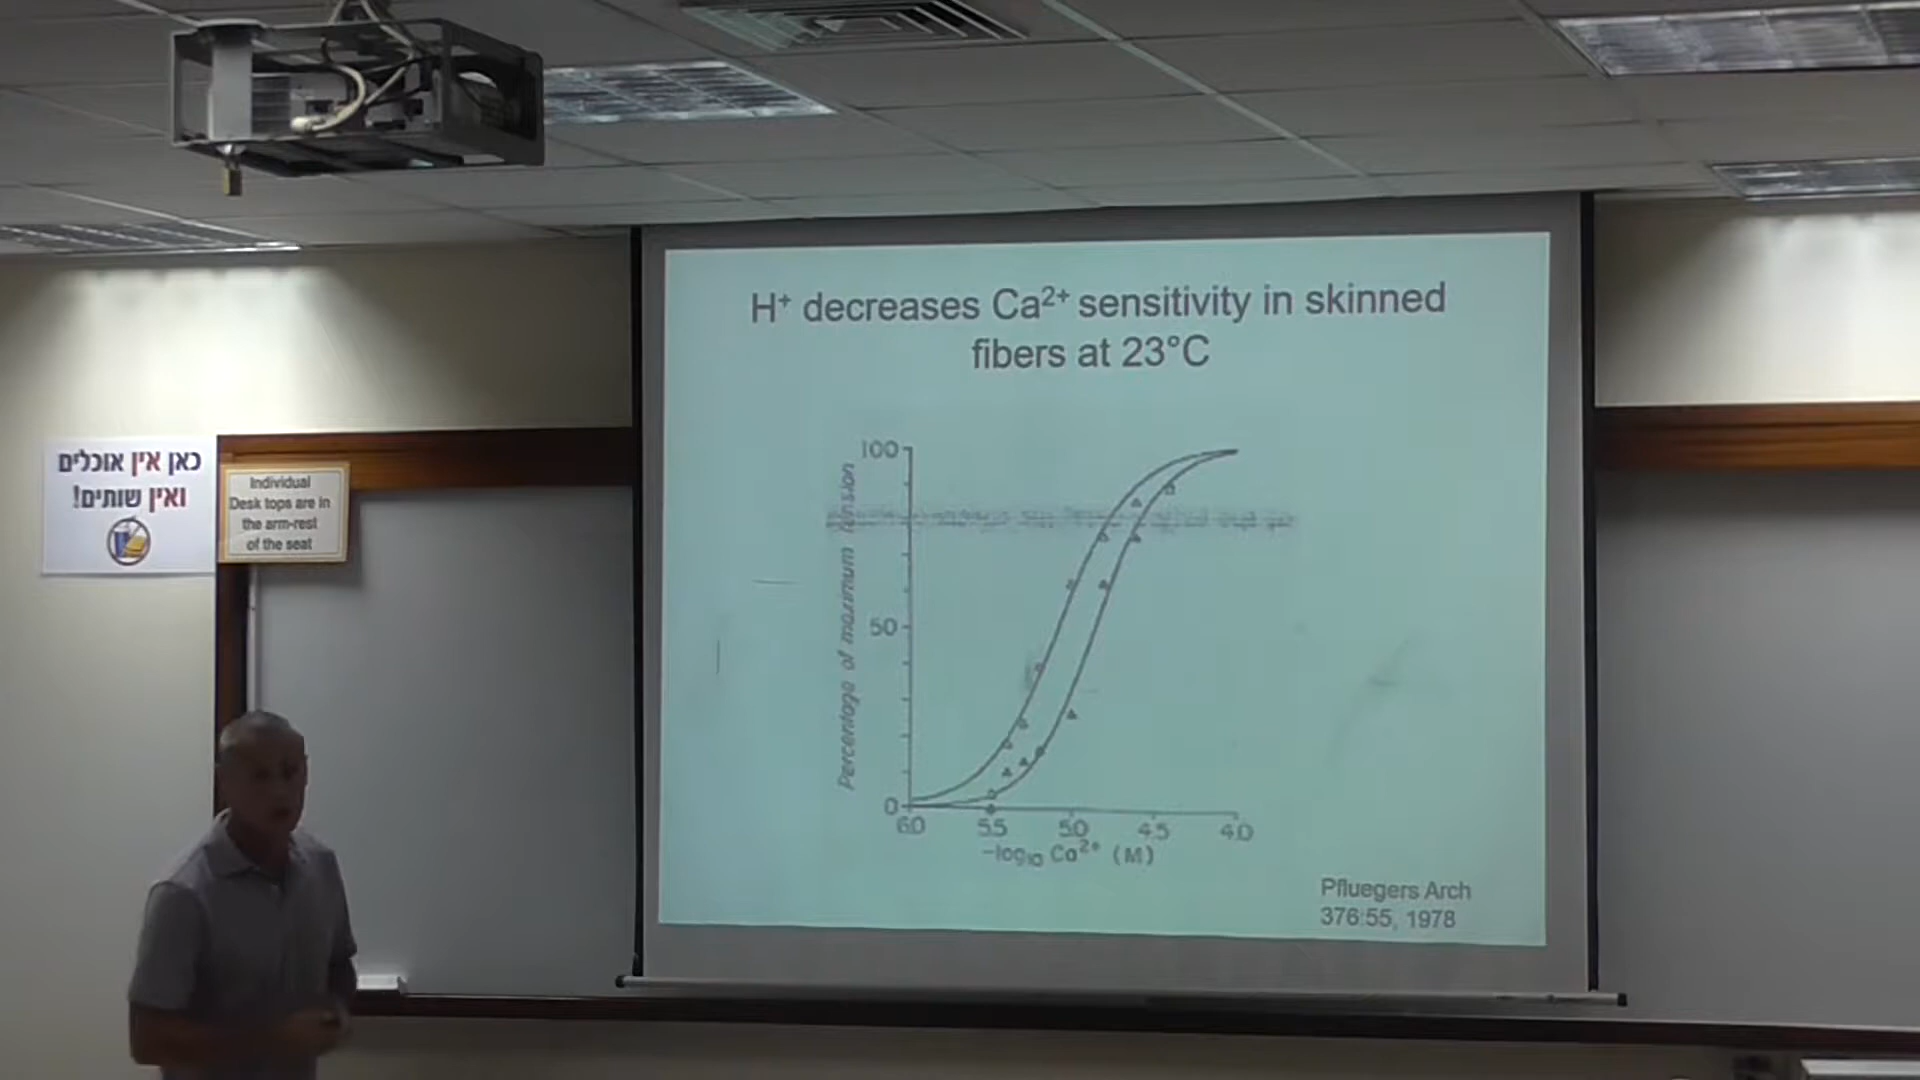 כאן אין אוכלים
ואין שותים!
Individual
Desk tops are in
the arm-rest
of the seat
H⁺ decreases Ca²⁺ sensitivity in skinned
fibers at 23°C
Percentage of maximum tension
100
50
0
6.0 5.5 5.0 4.5 4.0
-log₁₀ Ca²⁺ (M)
Pfluegers Arch
376:55, 1978